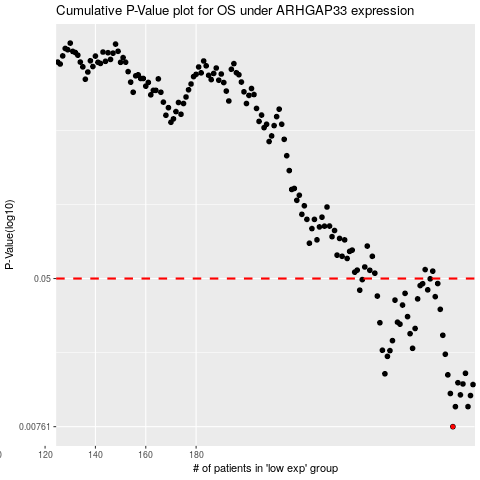 Cumulative P-Value plot for OS under ARHGAP33 expression
P-Value(log10)
0.05
0.00761
0
120
140
160
180
# of patients in 'low exp' group